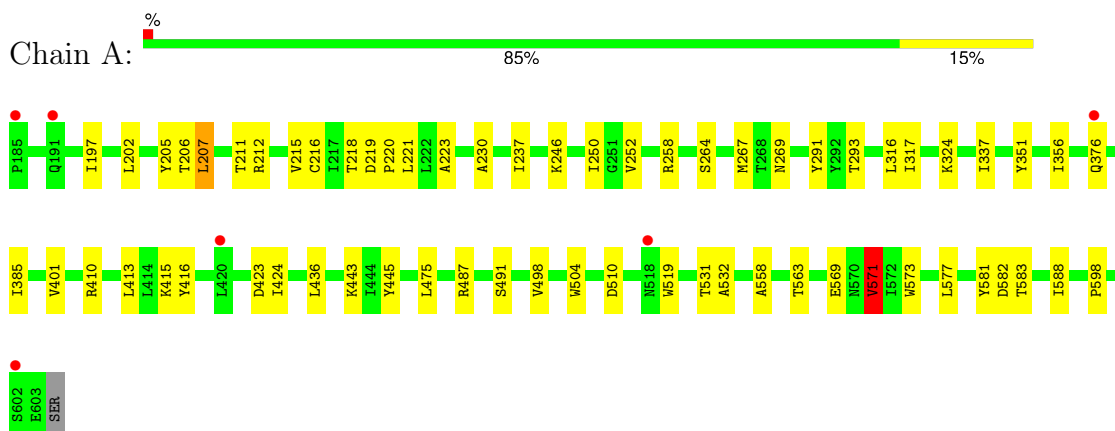 %
Chain A:
85% 15%
P185 Q191 I197 L202 Y205 T206 L207 T211 R212 V215 C216 I217 T218 D219 P220 L221 L222 A223 A230 I237 K246 I250 G251 V252 R258 S264 M267 T268 N269 Y291 Y292 T293 L316 I317 K324 I337 Y351 I356 Q376
I385 V401 R410 L413 L414 K415 Y416 L420 D423 I424 L436 K443 I444 Y445 L475 R487 S491 V498 W504 D510 N518 W519 T531 A532 A558 T563 E569 N570 V571 I572 W573 L577 Y581 D582 T583 I588 P598
S602 E603 SER